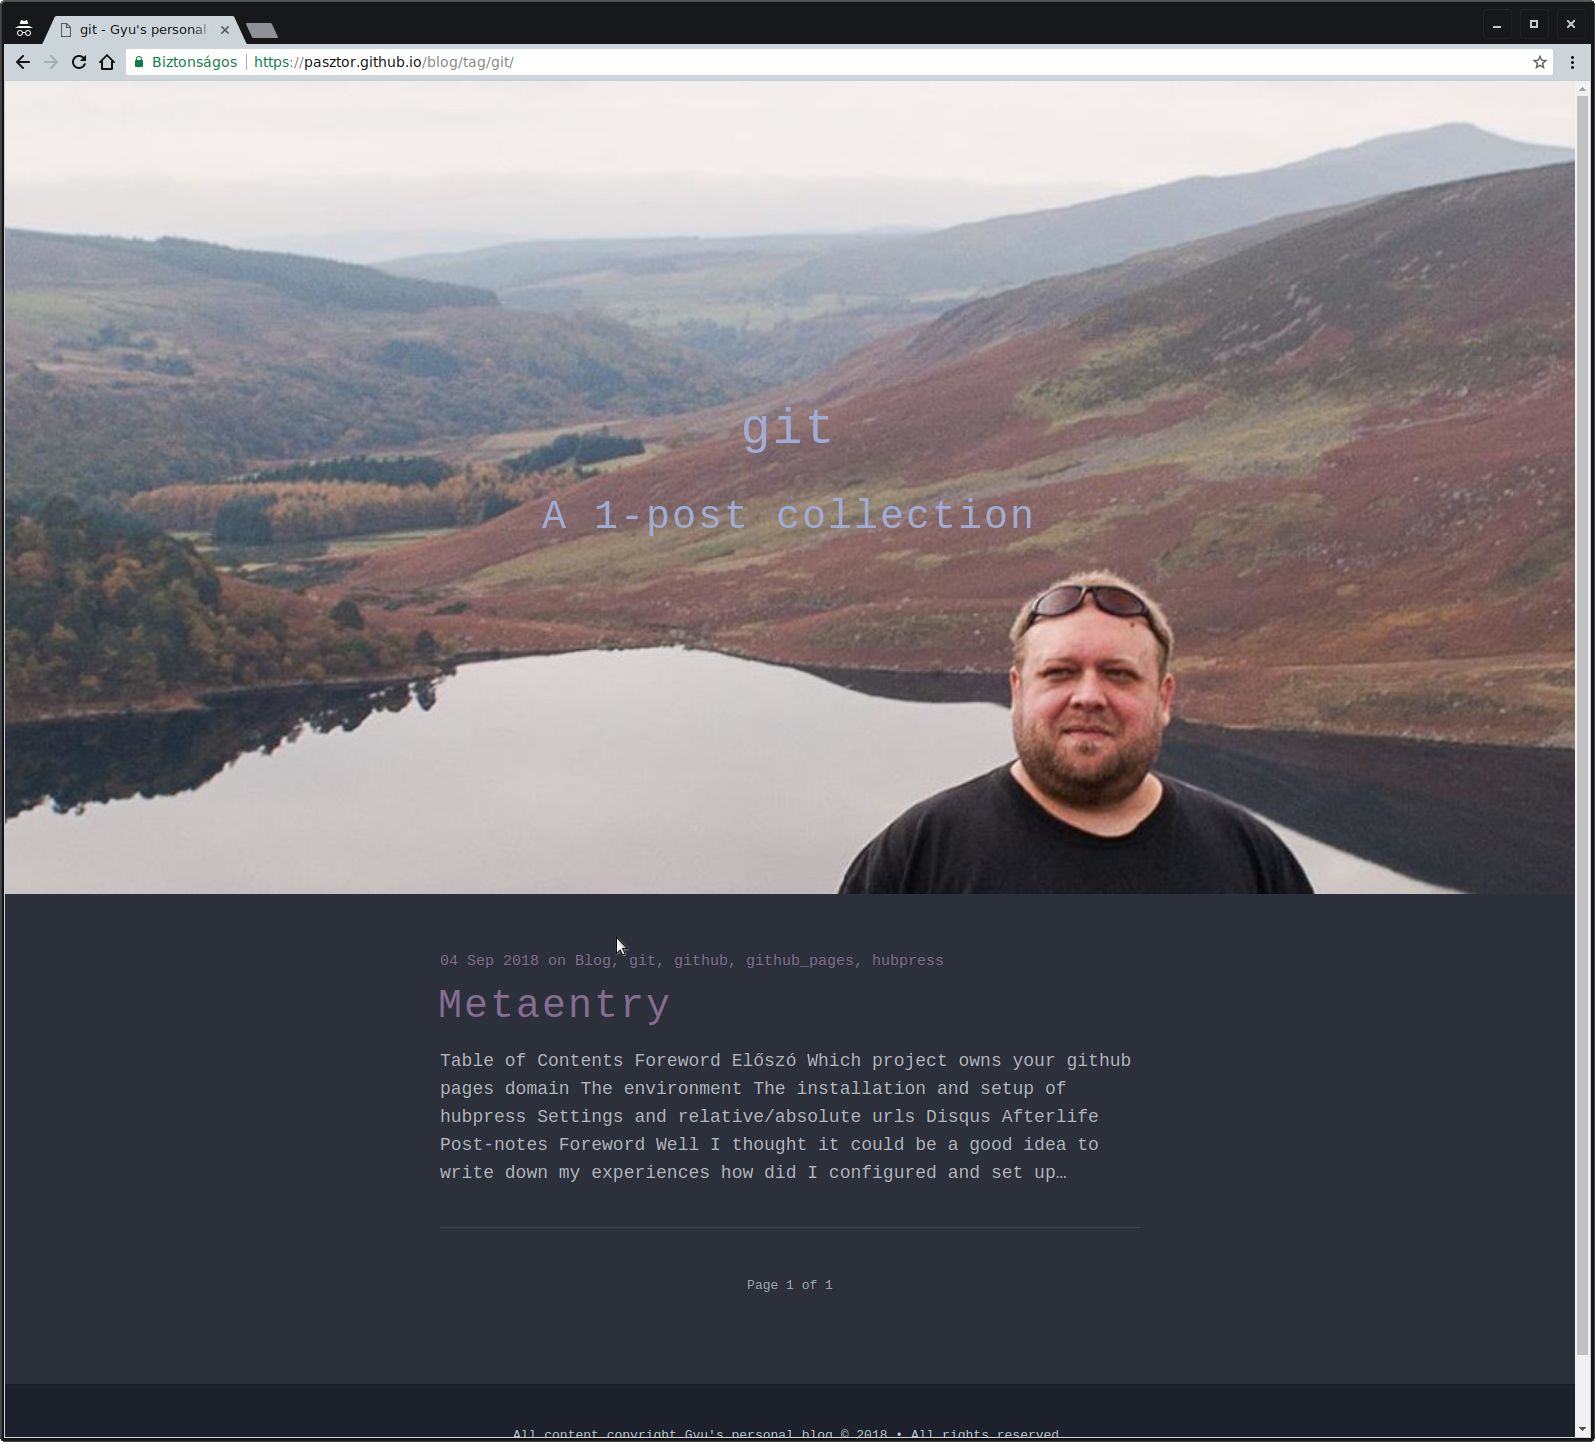 git - Gyu's personal
Biztonságos
https://pasztor.github.io/blog/tag/git/
git
A 1-post collection
04 Sep 2018 on Blog, git, github, github_pages, hubpress
Metaentry
Table of Contents Foreword Előszó Which project owns your github
pages domain The environment The installation and setup of
hubpress Settings and relative/absolute urls Disqus Afterlife
Post-notes Foreword Well I thought it could be a good idea to
write down my experiences how did I configured and set up…
Page 1 of 1
All content copyright Gyu's personal blog © 2018 • All rights reserved